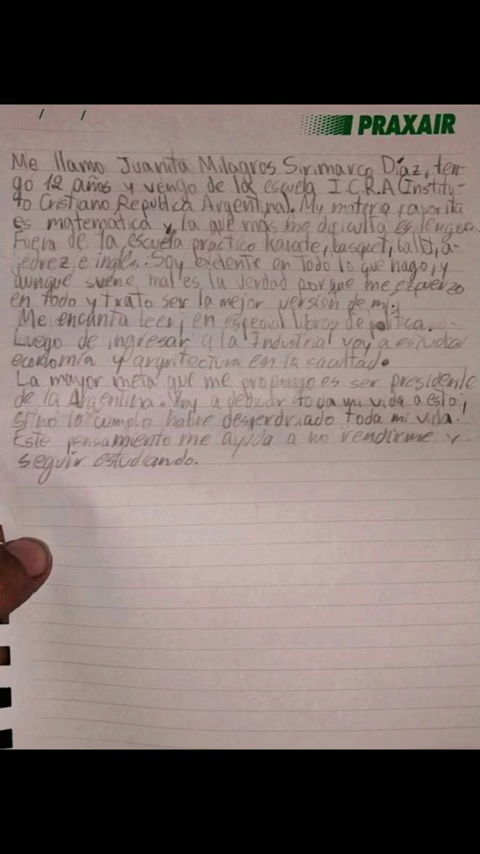 PRAXAIR
Me llamo Juanita Milagros Sirimarco Díaz, ten-
go 12 años y vengo de la escuela I.C.R.A (Institu-
to Cristiano República Argentina). My materia favorita
es matemática y la que más me dificulta es lengua.
Fuera de la escuela practico Karate, basquet, ballet, a-
jedrez e inglés. Soy exelente en todo lo que hago, y
aunque suene mal es la verdad porque me esfuerzo
en todo y trato ser la mejor version de mi.
Me encanta leer, en especial libros de política.
Luego de ingresar a la Industrial voy a estudiar
economía y arquitectura en la facultad.
La mayor meta que me propongo es ser presidente
de la Argentina. Voy a dedicar toda mi vida a esto,
si no lo cumplo habre desperdiciado toda mi vida.
Este pensamiento me ayuda a no rendirme y
seguir estudiando.